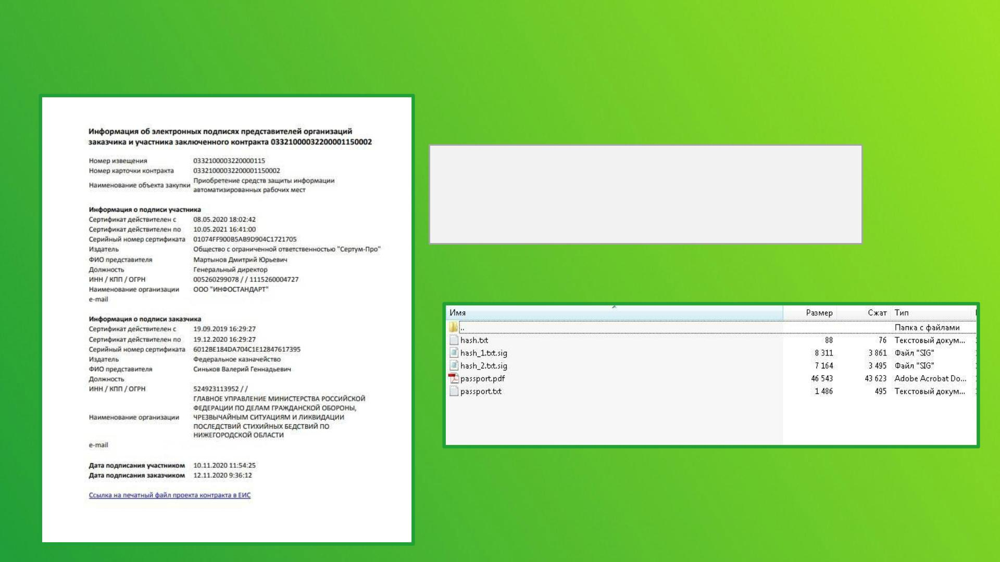 Информация об электронных подписях представителей организаций
заказчика и участника заключенного контракта 03321000032200001150002
Номер извещения 0332100003220000115
Номер карточки контракта 03321000032200001150002
Наименование объекта закупки Приобретение средств защиты информации
автоматизированных рабочих мест
Информация о подписи участника
Сертификат действителен с 08.05.2020 18:02:42
Сертификат действителен по 10.05.2021 16:41:00
Серийный номер сертификата 01074FF900B5AB9D904C1721705
Издатель Общество с ограниченной ответственностью "Сертум-Про"
ФИО представителя Мартынов Дмитрий Юрьевич
Должность Генеральный директор
ИНН / КПП / ОГРН 005260299078 / / 1115260004727
Наименование организации ООО "ИНФОСТАНДАРТ"
e-mail
Информация о подписи заказчика
Сертификат действителен с 19.09.2019 16:29:27
Сертификат действителен по 19.12.2020 16:29:27
Серийный номер сертификата 6012BE184DA704C1E12847617395
Издатель Федеральное казначейство
ФИО представителя Синьков Валерий Геннадьевич
Должность
ИНН / КПП / ОГРН 524923113952 / /
Наименование организации ГЛАВНОЕ УПРАВЛЕНИЕ МИНИСТЕРСТВА РОССИЙСКОЙ
ФЕДЕРАЦИИ ПО ДЕЛАМ ГРАЖДАНСКОЙ ОБОРОНЫ,
ЧРЕЗВЫЧАЙНЫМ СИТУАЦИЯМ И ЛИКВИДАЦИИ
ПОСЛЕДСТВИЙ СТИХИЙНЫХ БЕДСТВИЙ ПО
НИЖЕГОРОДСКОЙ ОБЛАСТИ
e-mail
Дата подписания участником 10.11.2020 11:54:25
Дата подписания заказчиком 12.11.2020 9:36:12
Ссылка на печатный файл проекта контракта в ЕИС
Имя Размер Сжат Тип
.. Папка с файлами
hash.txt 88 76 Текстовый докум...
hash_1.txt.sig 8 311 3 861 Файл "SIG"
hash_2.txt.sig 7 164 3 495 Файл "SIG"
passport.pdf 46 543 43 623 Adobe Acrobat Do...
passport.txt 1 486 495 Текстовый докум...